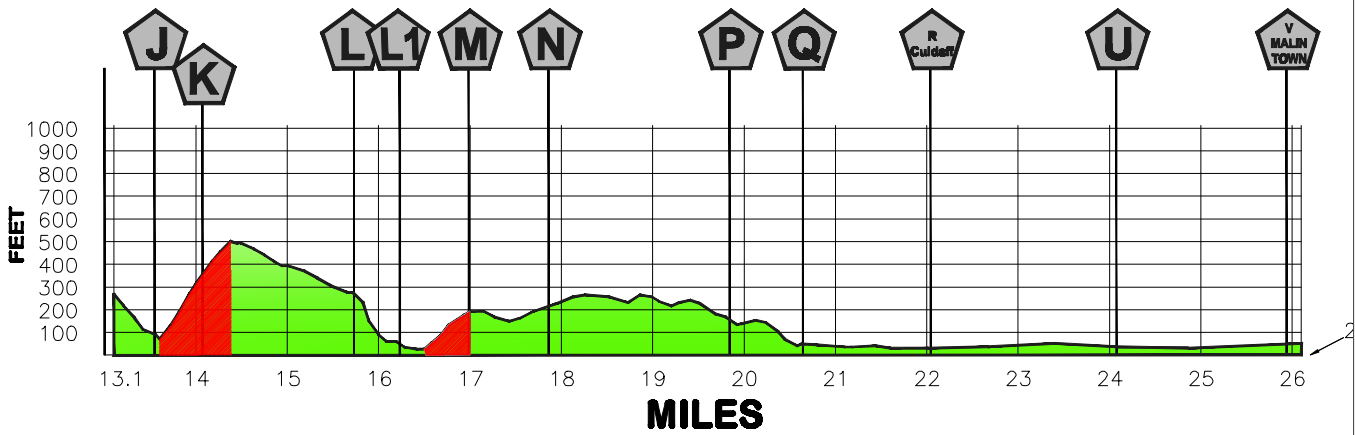 J
K
L
L1
M
N
P
Q
R
Culdaff
U
V
MALIN
TOWN
1000
900
800
700
600
500
400
300
200
100
FEET
13.1 14 15 16 17 18 19 20 21 22 23 24 25 26
2
MILES